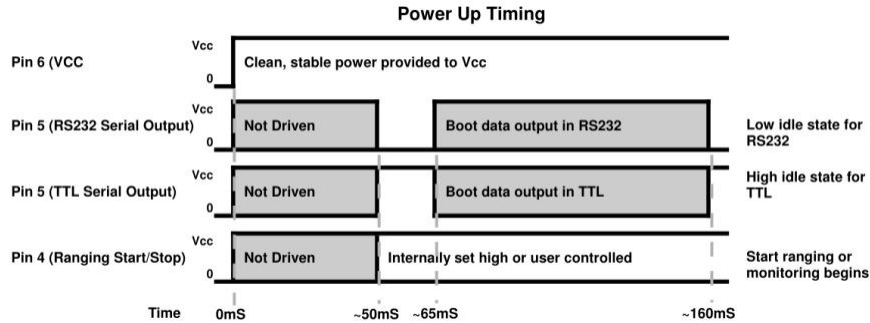 Power Up Timing
Pin 6 (VCC
Vcc
0
Clean, stable power provided to Vcc
Pin 5 (RS232 Serial Output)
Vcc
0
Not Driven
Boot data output in RS232
Low idle state for
RS232
Pin 5 (TTL Serial Output)
Vcc
0
Not Driven
Boot data output in TTL
High idle state for
TTL
Pin 4 (Ranging Start/Stop)
Vcc
0
Not Driven
Internally set high or user controlled
Start ranging or
monitoring begins
Time
0mS
~50mS
~65mS
~160mS